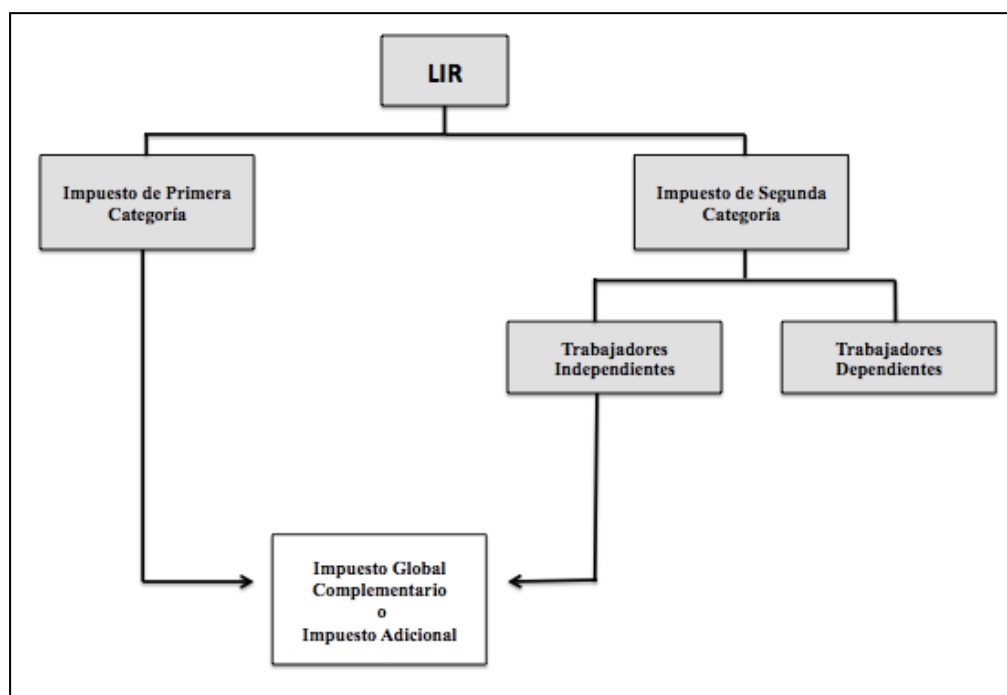 LIR
Impuesto de Primera
Categoría
Impuesto de Segunda
Categoría
Trabajadores
Independientes
Trabajadores
Dependientes
Impuesto Global
Complementario
o
Impuesto Adicional